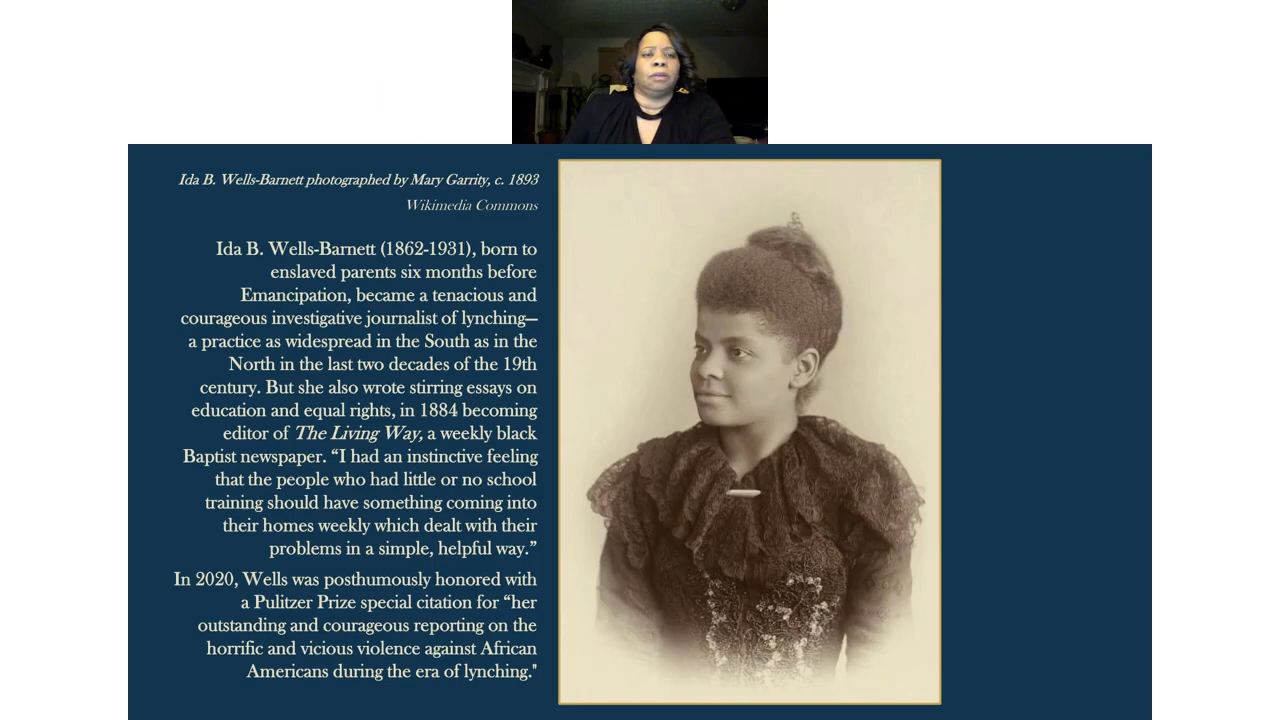 Ida B. Wells-Barnett photographed by Mary Garrity, c. 1893
Wikimedia Commons
Ida B. Wells-Barnett (1862-1931), born to
enslaved parents six months before
Emancipation, became a tenacious and
courageous investigative journalist of lynching—
a practice as widespread in the South as in the
North in the last two decades of the 19th
century. But she also wrote stirring essays on
education and equal rights, in 1884 becoming
editor of The Living Way, a weekly black
Baptist newspaper. “I had an instinctive feeling
that the people who had little or no school
training should have something coming into
their homes weekly which dealt with their
problems in a simple, helpful way.”
In 2020, Wells was posthumously honored with
a Pulitzer Prize special citation for “her
outstanding and courageous reporting on the
horrific and vicious violence against African
Americans during the era of lynching."